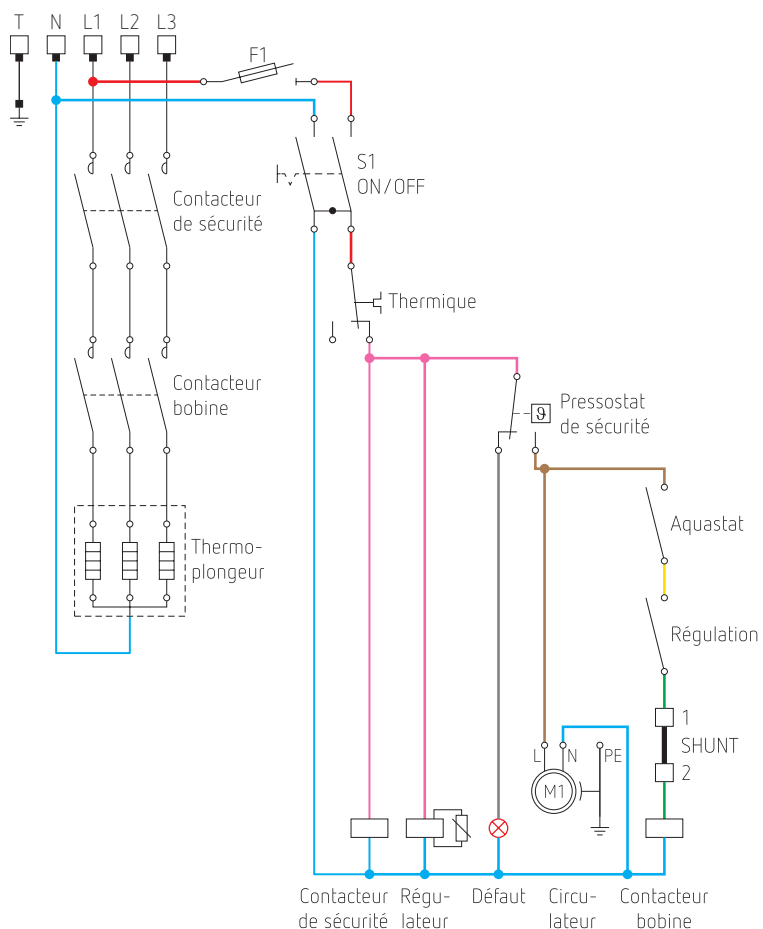 T N L1 L2 L3
F1
S1
ON/OFF
Contacteur
de sécurité
Thermique
Contacteur
bobine
Pressostat
de sécurité
ϑ
Aquastat
Thermo-
plongeur
Régulation
1
SHUNT
2
L N PE
M1
Contacteur
de sécurité
Régu-
lateur
Défaut
Circu-
lateur
Contacteur
bobine